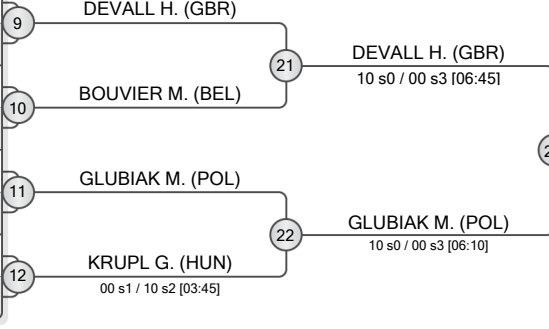 DEVALL H. (GBR)
9
21
DEVALL H. (GBR)
10 s0 / 00 s3 [06:45]
BOUVIER M. (BEL)
10
GLUBIAK M. (POL)
11
22
GLUBIAK M. (POL)
10 s0 / 00 s3 [06:10]
KRUPL G. (HUN)
12
00 s1 / 10 s2 [03:45]